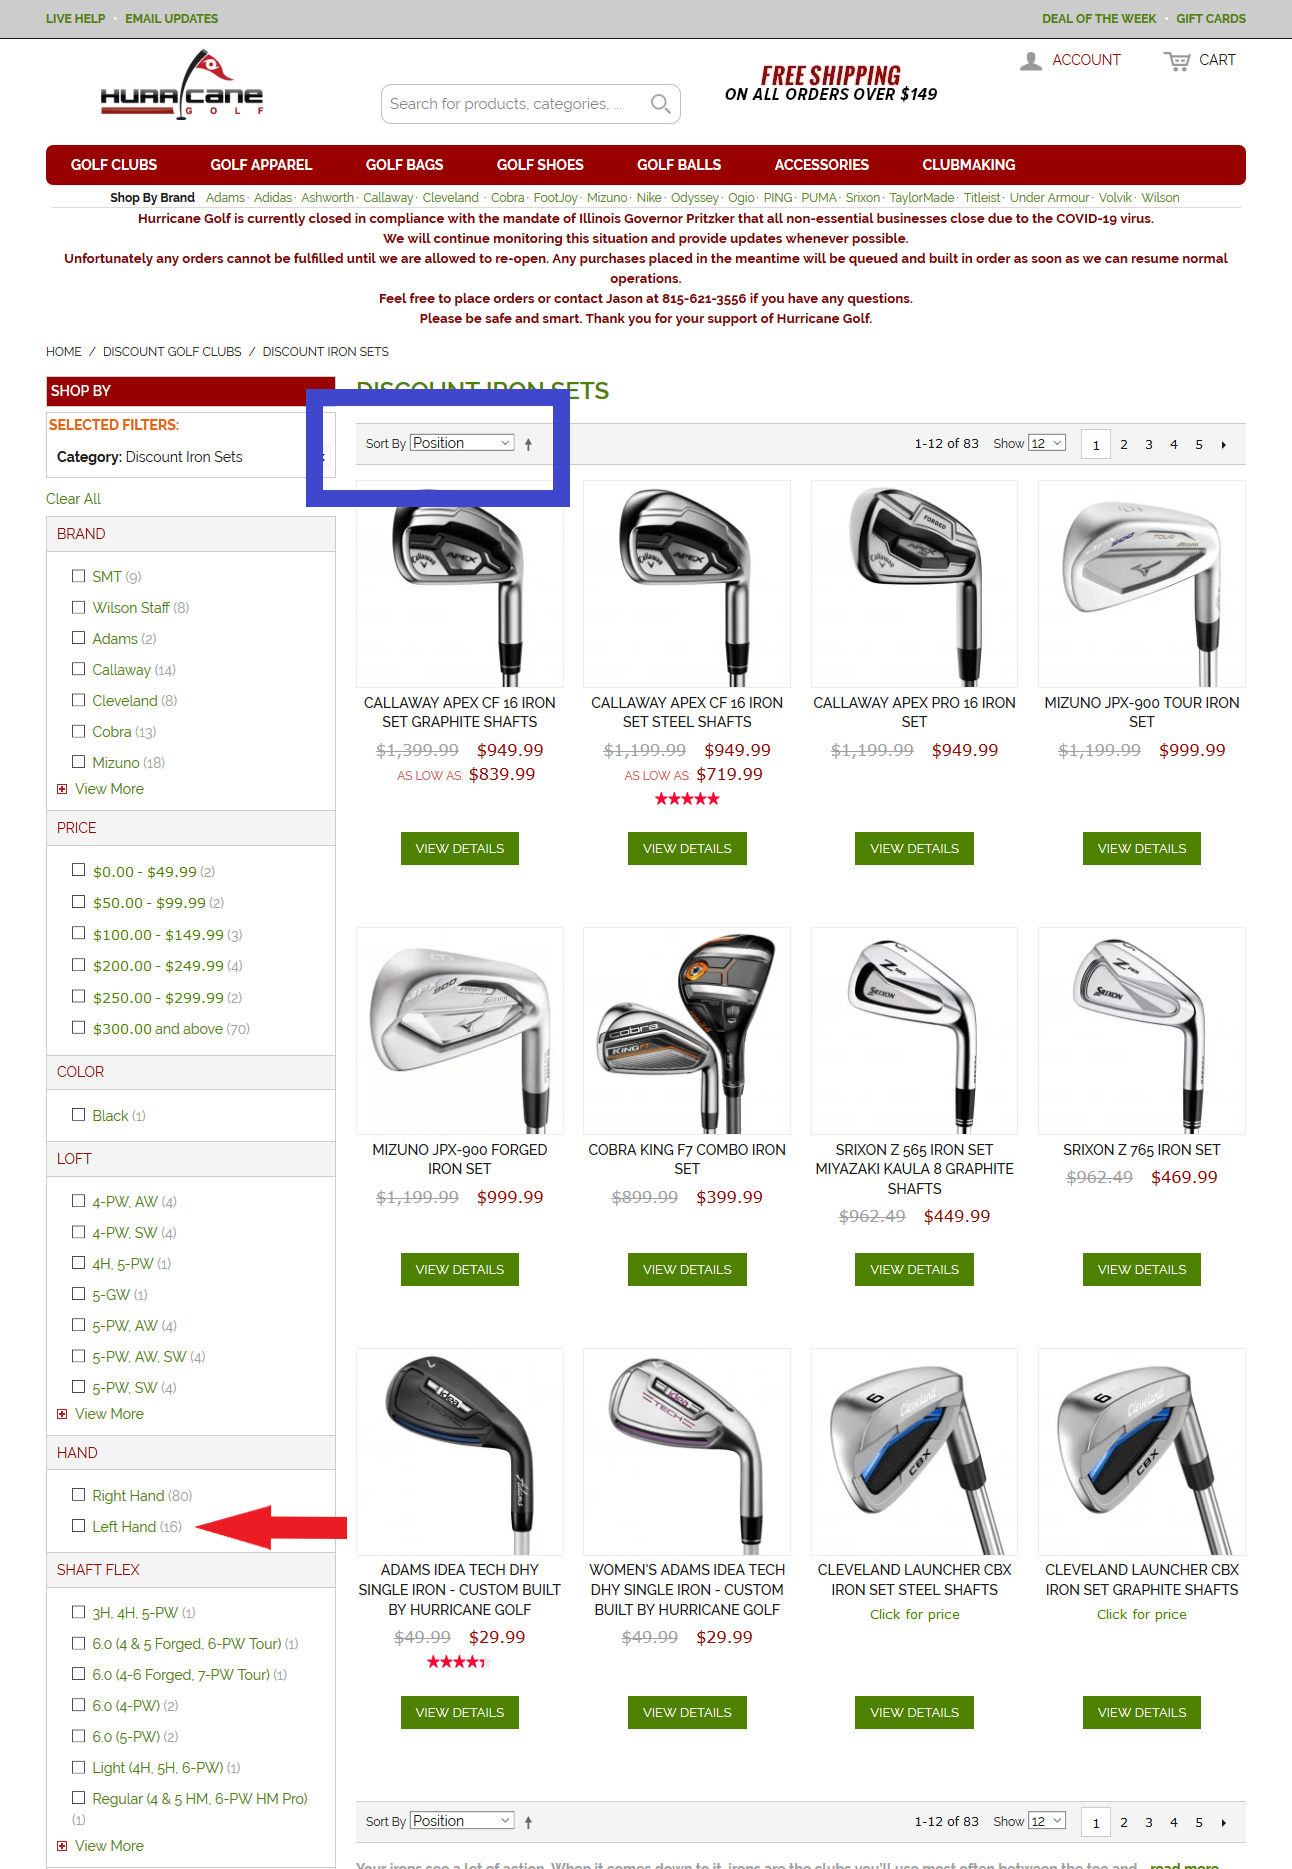 LIVE HELP • EMAIL UPDATES
DEAL OF THE WEEK • GIFT CARDS
HURRICANE
GOLF
Search for products, categories, ...
FREE SHIPPING
ON ALL ORDERS OVER $149
ACCOUNT
CART
GOLF CLUBS GOLF APPAREL GOLF BAGS GOLF SHOES GOLF BALLS ACCESSORIES CLUBMAKING
Shop By Brand Adams · Adidas · Ashworth · Callaway · Cleveland · Cobra · FootJoy · Mizuno · Nike · Odyssey · Ogio · PING · PUMA · Srixon · TaylorMade · Titleist · Under Armour · Volvik · Wilson
Hurricane Golf is currently closed in compliance with the mandate of Illinois Governor Pritzker that all non-essential businesses close due to the COVID-19 virus.
We will continue monitoring this situation and provide updates whenever possible.
Unfortunately any orders cannot be fulfilled until we are allowed to re-open. Any purchases placed in the meantime will be queued and built in order as soon as we can resume normal
operations.
Feel free to place orders or contact Jason at 815-621-3556 if you have any questions.
Please be safe and smart. Thank you for your support of Hurricane Golf.
HOME / DISCOUNT GOLF CLUBS / DISCOUNT IRON SETS
SHOP BY
SELECTED FILTERS:
Category: Discount Iron Sets
Clear All
BRAND
SMT (9)
Wilson Staff (8)
Adams (2)
Callaway (14)
Cleveland (8)
Cobra (13)
Mizuno (18)
View More
PRICE
$0.00 - $49.99 (2)
$50.00 - $99.99 (2)
$100.00 - $149.99 (3)
$200.00 - $249.99 (4)
$250.00 - $299.99 (2)
$300.00 and above (70)
COLOR
Black (1)
LOFT
4-PW, AW (4)
4-PW, SW (4)
4H, 5-PW (1)
5-GW (1)
5-PW, AW (4)
5-PW, AW, SW (4)
5-PW, SW (4)
View More
HAND
Right Hand (80)
Left Hand (16)
SHAFT FLEX
3H, 4H, 5-PW (1)
6.0 (4 & 5 Forged, 6-PW Tour) (1)
6.0 (4-6 Forged, 7-PW Tour) (1)
6.0 (4-PW) (2)
6.0 (5-PW) (2)
Light (4H, 5H, 6-PW) (1)
Regular (4 & 5 HM, 6-PW HM Pro)
(1)
View More
DISCOUNT IRON SETS
Sort By Position
1-12 of 83 Show 12 1 2 3 4 5
CALLAWAY APEX CF 16 IRON
SET GRAPHITE SHAFTS
$1,399.99 $949.99
AS LOW AS: $839.99
VIEW DETAILS
CALLAWAY APEX CF 16 IRON
SET STEEL SHAFTS
$1,199.99 $949.99
AS LOW AS: $719.99
VIEW DETAILS
CALLAWAY APEX PRO 16 IRON
SET
$1,199.99 $949.99
VIEW DETAILS
MIZUNO JPX-900 TOUR IRON
SET
$1,199.99 $999.99
VIEW DETAILS
MIZUNO JPX-900 FORGED
IRON SET
$1,199.99 $999.99
VIEW DETAILS
COBRA KING F7 COMBO IRON
SET
$899.99 $399.99
VIEW DETAILS
SRIXON Z 565 IRON SET
MIYAZAKI KAULA 8 GRAPHITE
SHAFTS
$962.49 $449.99
VIEW DETAILS
SRIXON Z 765 IRON SET
$962.49 $469.99
VIEW DETAILS
ADAMS IDEA TECH DHY
SINGLE IRON - CUSTOM BUILT
BY HURRICANE GOLF
$49.99 $29.99
VIEW DETAILS
WOMEN'S ADAMS IDEA TECH
DHY SINGLE IRON - CUSTOM
BUILT BY HURRICANE GOLF
$49.99 $29.99
VIEW DETAILS
CLEVELAND LAUNCHER CBX
IRON SET STEEL SHAFTS
Click for price
VIEW DETAILS
CLEVELAND LAUNCHER CBX
IRON SET GRAPHITE SHAFTS
Click for price
VIEW DETAILS
Sort By Position
1-12 of 83 Show 12 1 2 3 4 5
Your irons see a lot of action. When it comes down to it, irons are the clubs you'll use most often between the tee and... read more